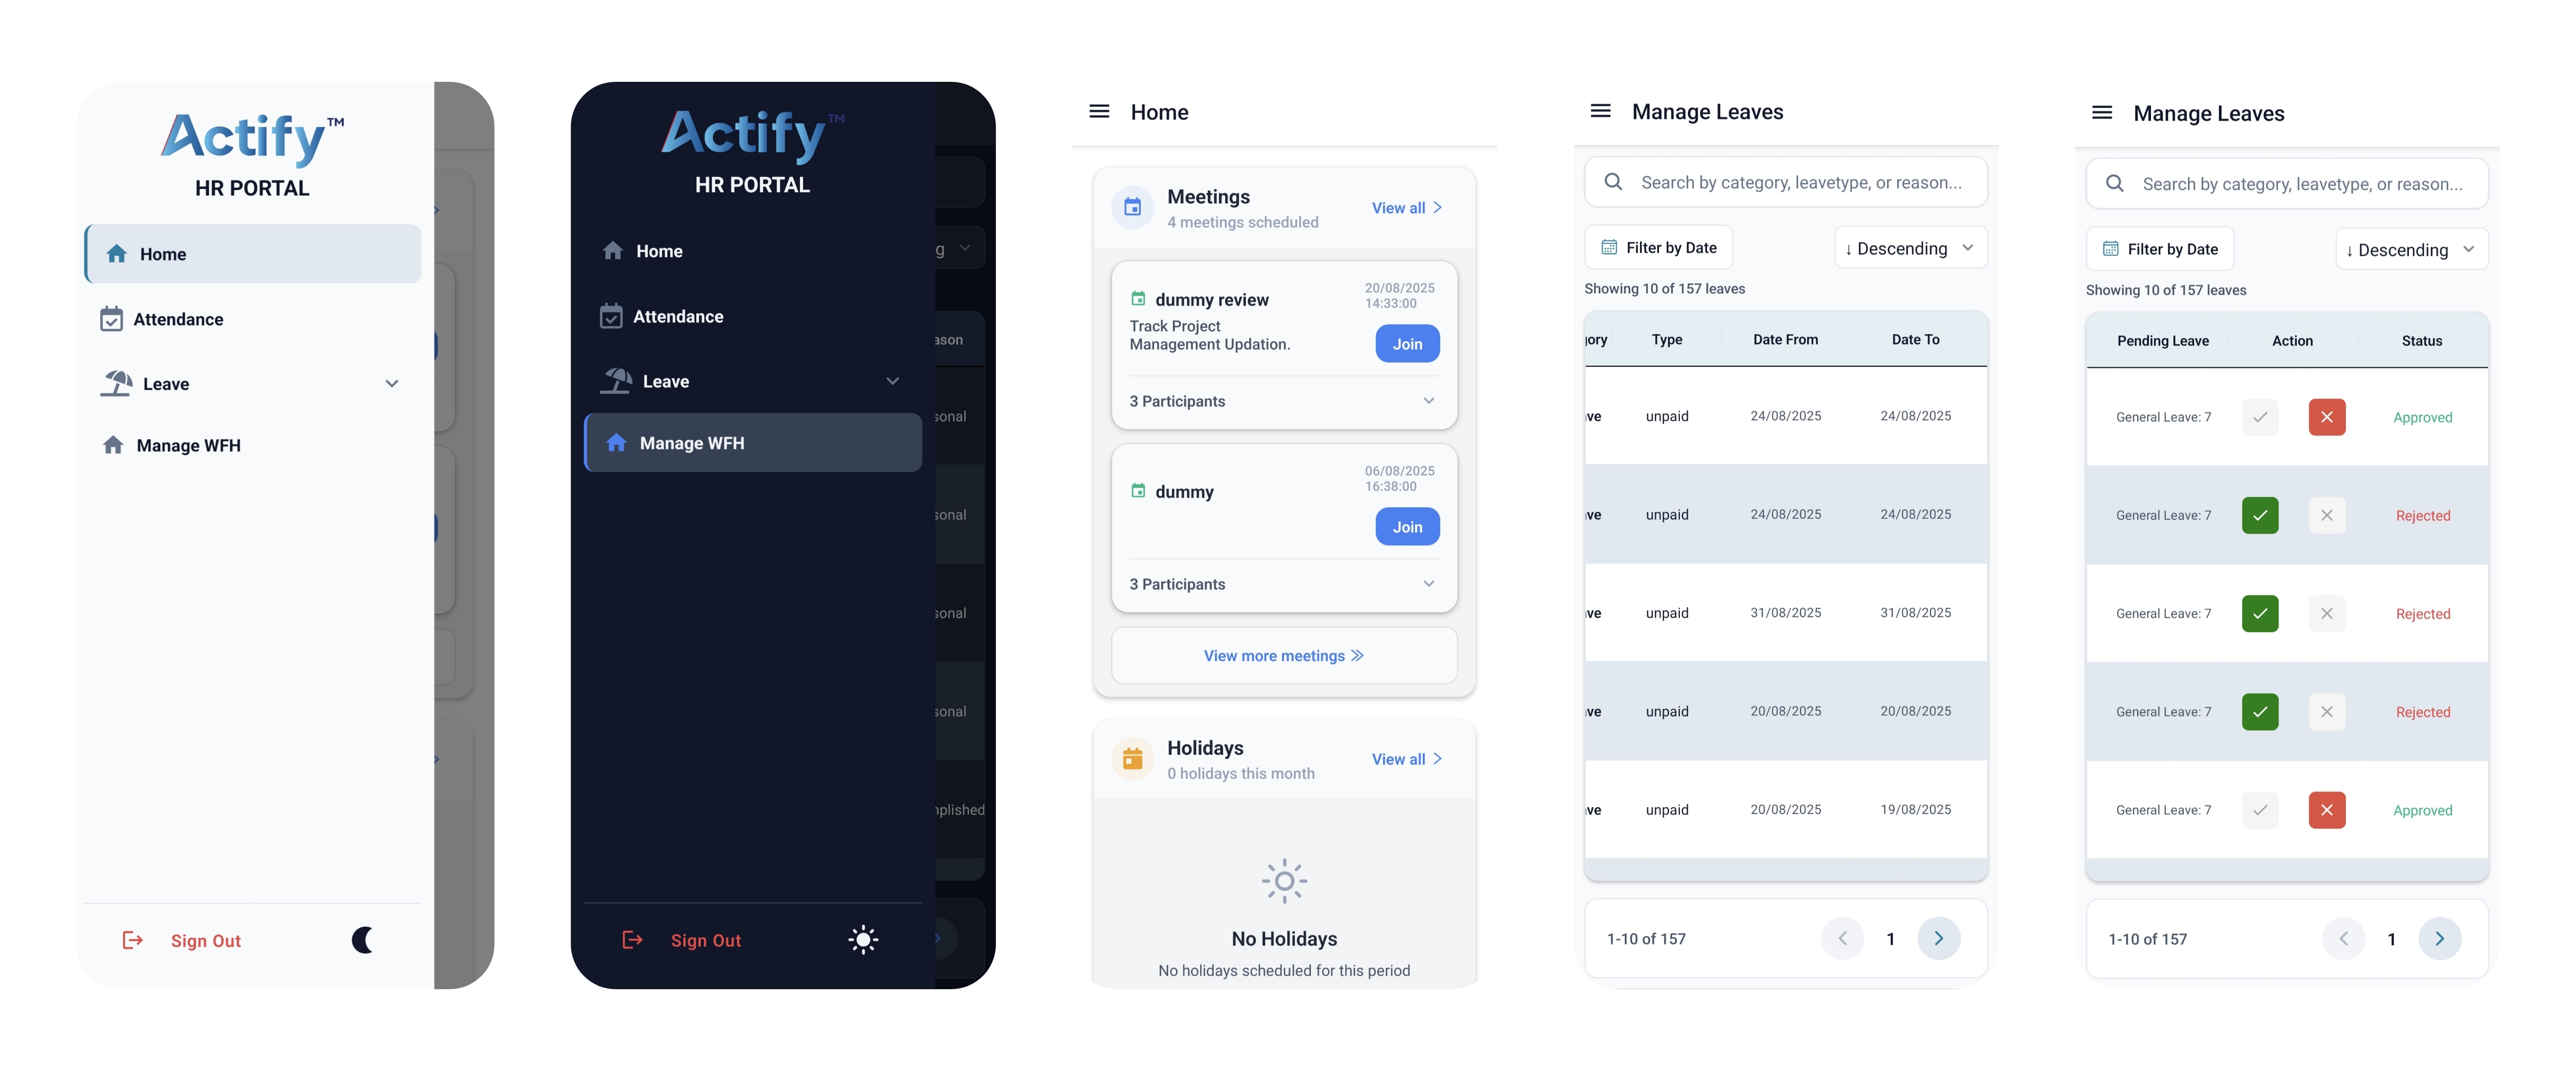 Actify™
HR PORTAL
Home
Attendance
Leave
Manage WFH
Sign Out
Actify™
HR PORTAL
Home
Attendance
Leave
Manage WFH
Sign Out
g
ason
sonal
sonal
sonal
sonal
nplished
Home
Meetings
4 meetings scheduled
View all
dummy review
20/08/2025
14:33:00
Track Project
Management Updation.
Join
3 Participants
dummy
06/08/2025
16:38:00
Join
3 Participants
View more meetings
Holidays
0 holidays this month
View all
No Holidays
No holidays scheduled for this period
Manage Leaves
Search by category, leavetype, or reason...
Filter by Date
↓ Descending
Showing 10 of 157 leaves
ory Type Date From Date To
ve unpaid 24/08/2025 24/08/2025
ve unpaid 24/08/2025 24/08/2025
ve unpaid 31/08/2025 31/08/2025
ve unpaid 20/08/2025 20/08/2025
ve unpaid 20/08/2025 19/08/2025
1-10 of 157
1
Manage Leaves
Search by category, leavetype, or reason...
Filter by Date
↓ Descending
Showing 10 of 157 leaves
Pending Leave Action Status
General Leave: 7 Approved
General Leave: 7 Rejected
General Leave: 7 Rejected
General Leave: 7 Rejected
General Leave: 7 Approved
1-10 of 157
1